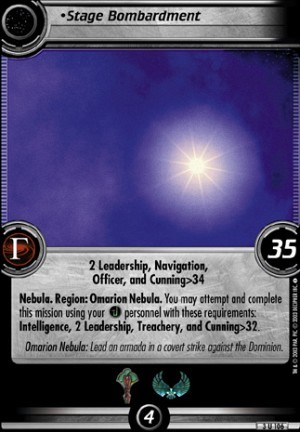 •Stage Bombardment
Γ
35
2 Leadership, Navigation,
Officer, and Cunning>34
Nebula. Region: Omarion Nebula. You may attempt and complete
this mission using your personnel with these requirements:
Intelligence, 2 Leadership, Treachery, and Cunning>32.
Omarion Nebula: Lead an armada in a covert strike against the Dominion.
4
3 U 106